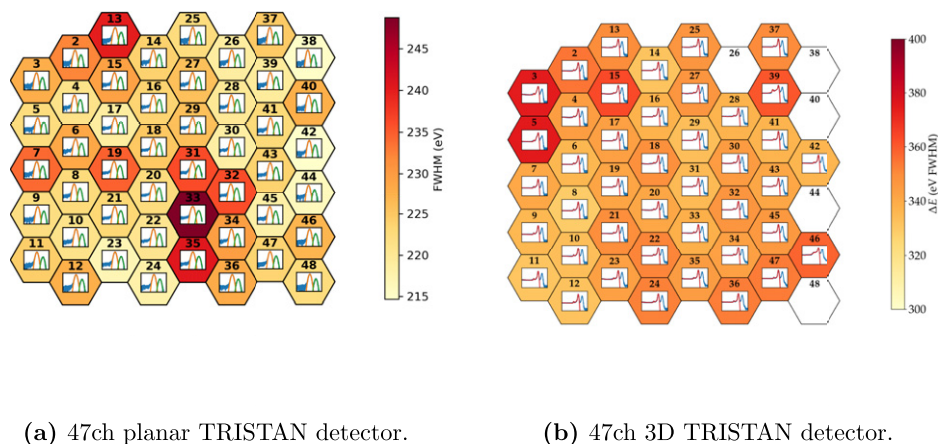 13 25 37
2 14 26 38
3 15 27 39
4 16 28 40
5 17 29 41
6 18 30 42
7 19 31 43
8 20 32 44
9 21 33 45
10 22 34 46
11 23 35 47
12 24 36 48
245
240
235
230
225
220
215
FWHM (eV)
13 25 37
2 14 26 38
3 15 27 39
4 16 28 40
5 17 29 41
6 18 30 42
7 19 31 43
8 20 32 44
9 21 33 45
10 22 34 46
11 23 35 47
12 24 36 48
400
380
360
340
320
300
ΔE (eV FWHM)
(a) 47ch planar TRISTAN detector.
(b) 47ch 3D TRISTAN detector.